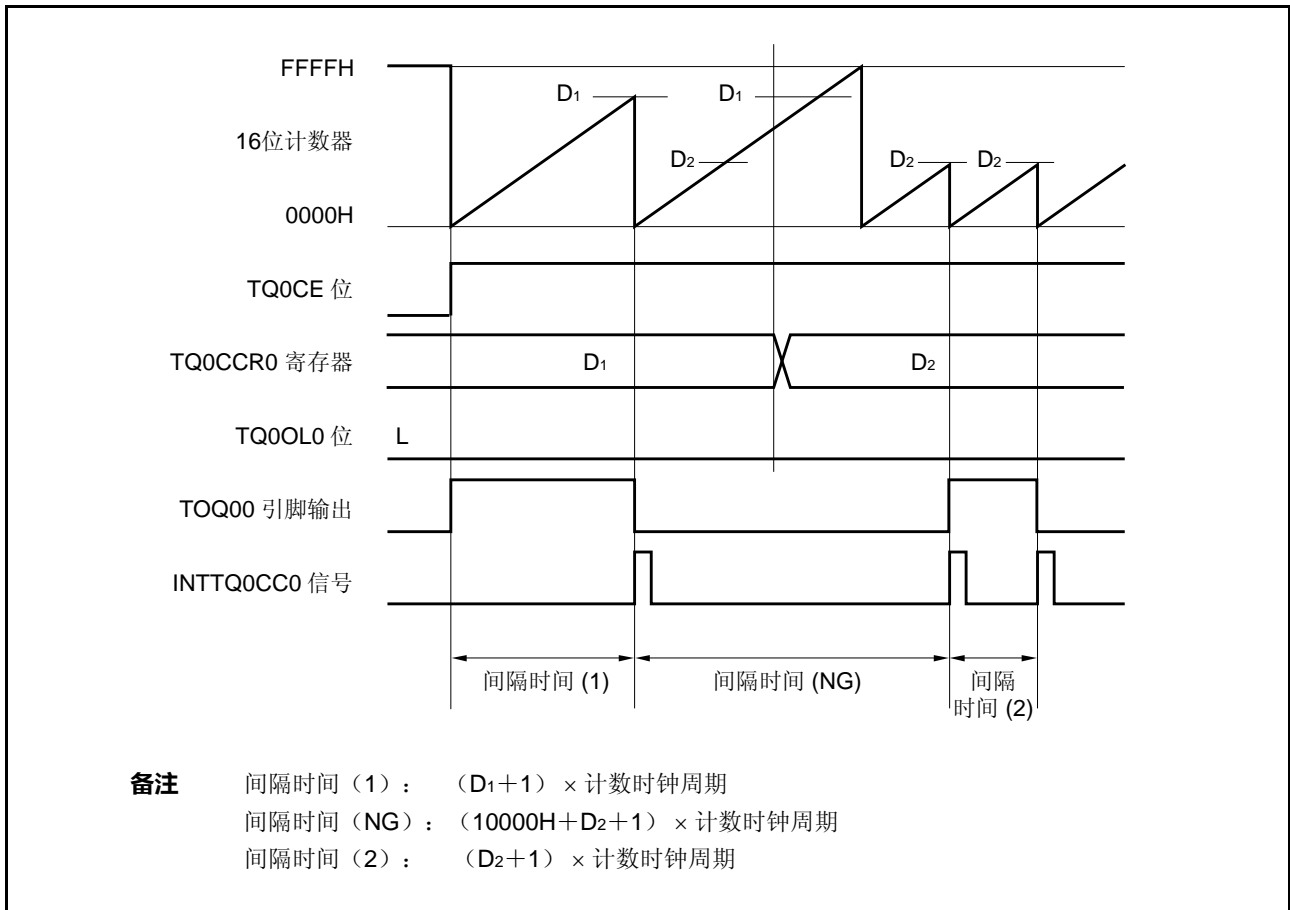 FFFFH
D1
D1
16位计数器
D2
D2
D2
0000H
TQ0CE 位
TQ0CCR0 寄存器
D1
D2
TQ0OL0 位
L
TOQ00 引脚输出
INTTQ0CC0 信号
间隔时间 (1)
间隔时间 (NG)
间隔
时间 (2)
备注 间隔时间（1）： （D1＋1）× 计数时钟周期
间隔时间（NG）：（10000H＋D2＋1）× 计数时钟周期
间隔时间（2）： （D2＋1）× 计数时钟周期